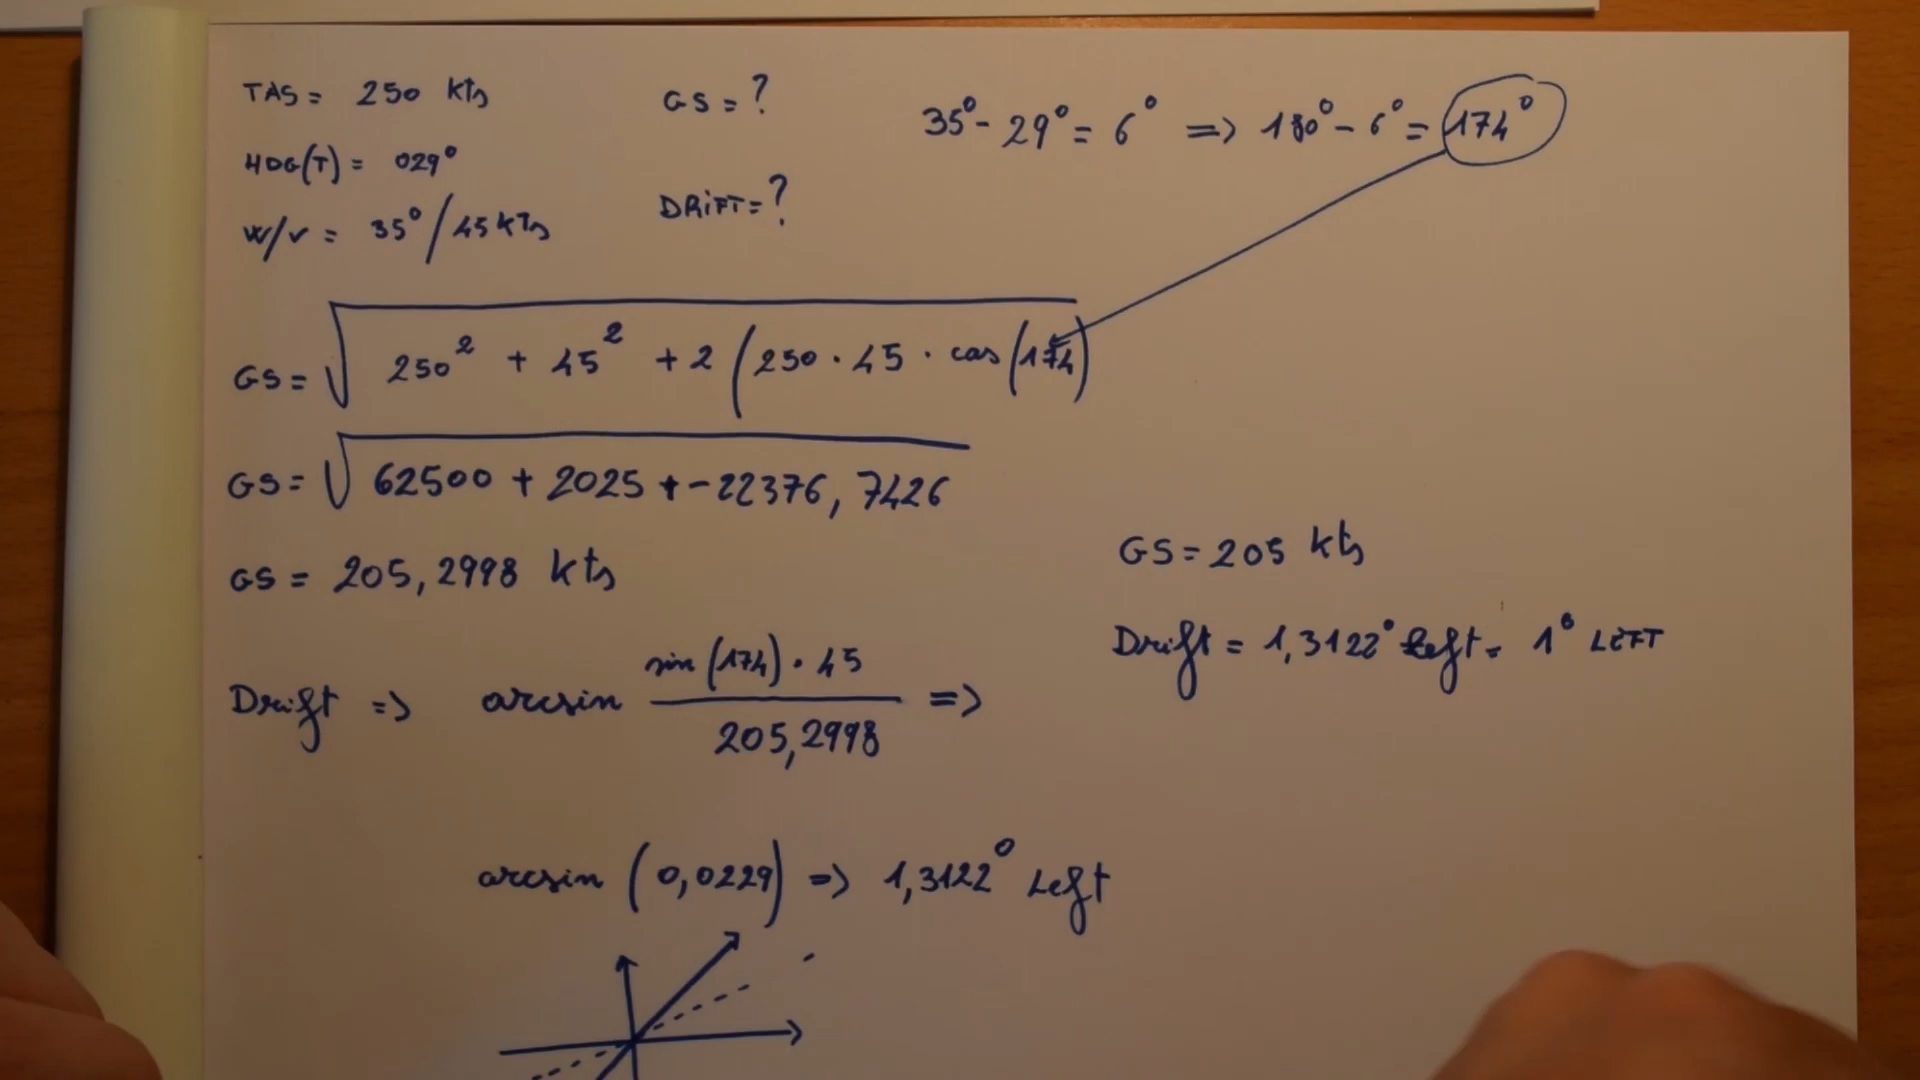 TAS = 250 kts
HDG(T) = 029°
W/V = 35°/45 kts
GS = ?
DRIFT = ?
35° - 29° = 6° => 180° - 6° = 174°
GS = √ 250² + 45² + 2 (250 · 45 · cos (174)
GS = √ 62500 + 2025 + -22376,7426
GS = 205,2998 kts
Drift => arcsin sin (174) · 45 / 205,2998 =>
arcsin (0,0229) => 1,3122° Left
GS = 205 kts
Drift = 1,3122° Left = 1° LEFT